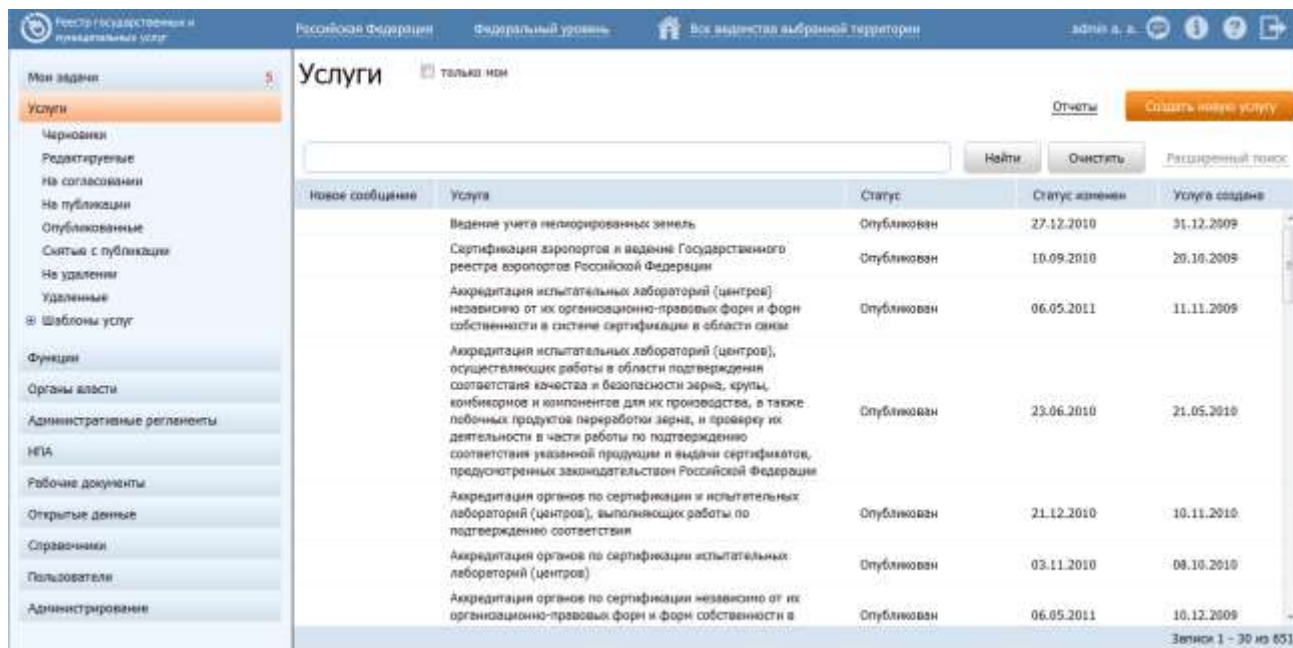 Реестр государственных и
муниципальных услуг
Российская Федерация
Федеральный уровень
Все ведомства выбранной территории
admin a. a.
Мои задачи 5
Услуги
Черновики
Редактируемые
На согласовании
На публикации
Опубликованные
Снятые с публикации
На удалении
Удаленные
Шаблоны услуг
Функции
Органы власти
Административные регламенты
НПА
Рабочие документы
Открытые данные
Справочники
Пользователи
Администрирование
Услуги
только мои
Отчеты
Создать новую услугу
Найти
Очистить
Расширенный поиск
Новое сообщение Услуга Статус Статус изменен Услуга создана
Ведение учета мелиорированных земель Опубликован 27.12.2010 31.12.2009
Сертификация аэропортов и ведение Государственного
реестра аэропортов Российской Федерации Опубликован 10.09.2010 20.10.2009
Аккредитация испытательных лабораторий (центров)
независимо от их организационно-правовых форм и форм
собственности в системе сертификации в области связи Опубликован 06.05.2011 11.11.2009
Аккредитация испытательных лабораторий (центров),
осуществляющих работы в области подтверждения
соответствия качества и безопасности зерна, крупы,
комбикормов и компонентов для их производства, а также
побочных продуктов переработки зерна, и проверку их
деятельности в части работы по подтверждению
соответствия указанной продукции и выдачи сертификатов,
предусмотренных законодательством Российской Федерации Опубликован 23.06.2010 21.05.2010
Аккредитация органов по сертификации и испытательных
лабораторий (центров), выполняющих работы по
подтверждению соответствия Опубликован 21.12.2010 10.11.2010
Аккредитация органов по сертификации испытательных
лабораторий (центров) Опубликован 03.11.2010 08.10.2010
Аккредитация органов по сертификации независимо от их
организационно-правовых форм и форм собственности в Опубликован 06.05.2011 10.12.2009
Записи 1 - 30 из 651